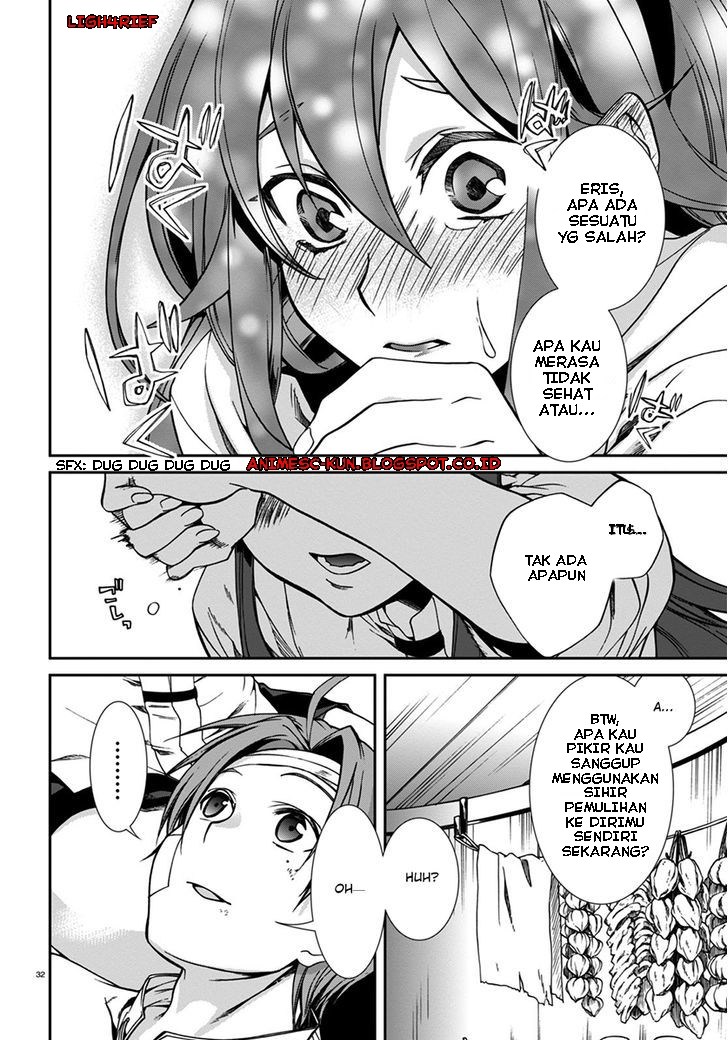 LIGH4RIEF
ERIS,
APA ADA
SESUATU
YG SALAH?
APA KAU
MERASA
TIDAK
SEHAT
ATAU...
SFX: DUG DUG DUG DUG
ANIMESC-KUN.BLOGSPOT.CO.ID
ITU....
TAK ADA
APAPUN
A...
BTW,
APA KAU
PIKIR KAU
SANGGUP
MENGGUNAKAN
SIHIR
PEMULIHAN
KE DIRIMU
SENDIRI
SEKARANG?
HUH?
OH—
........
32